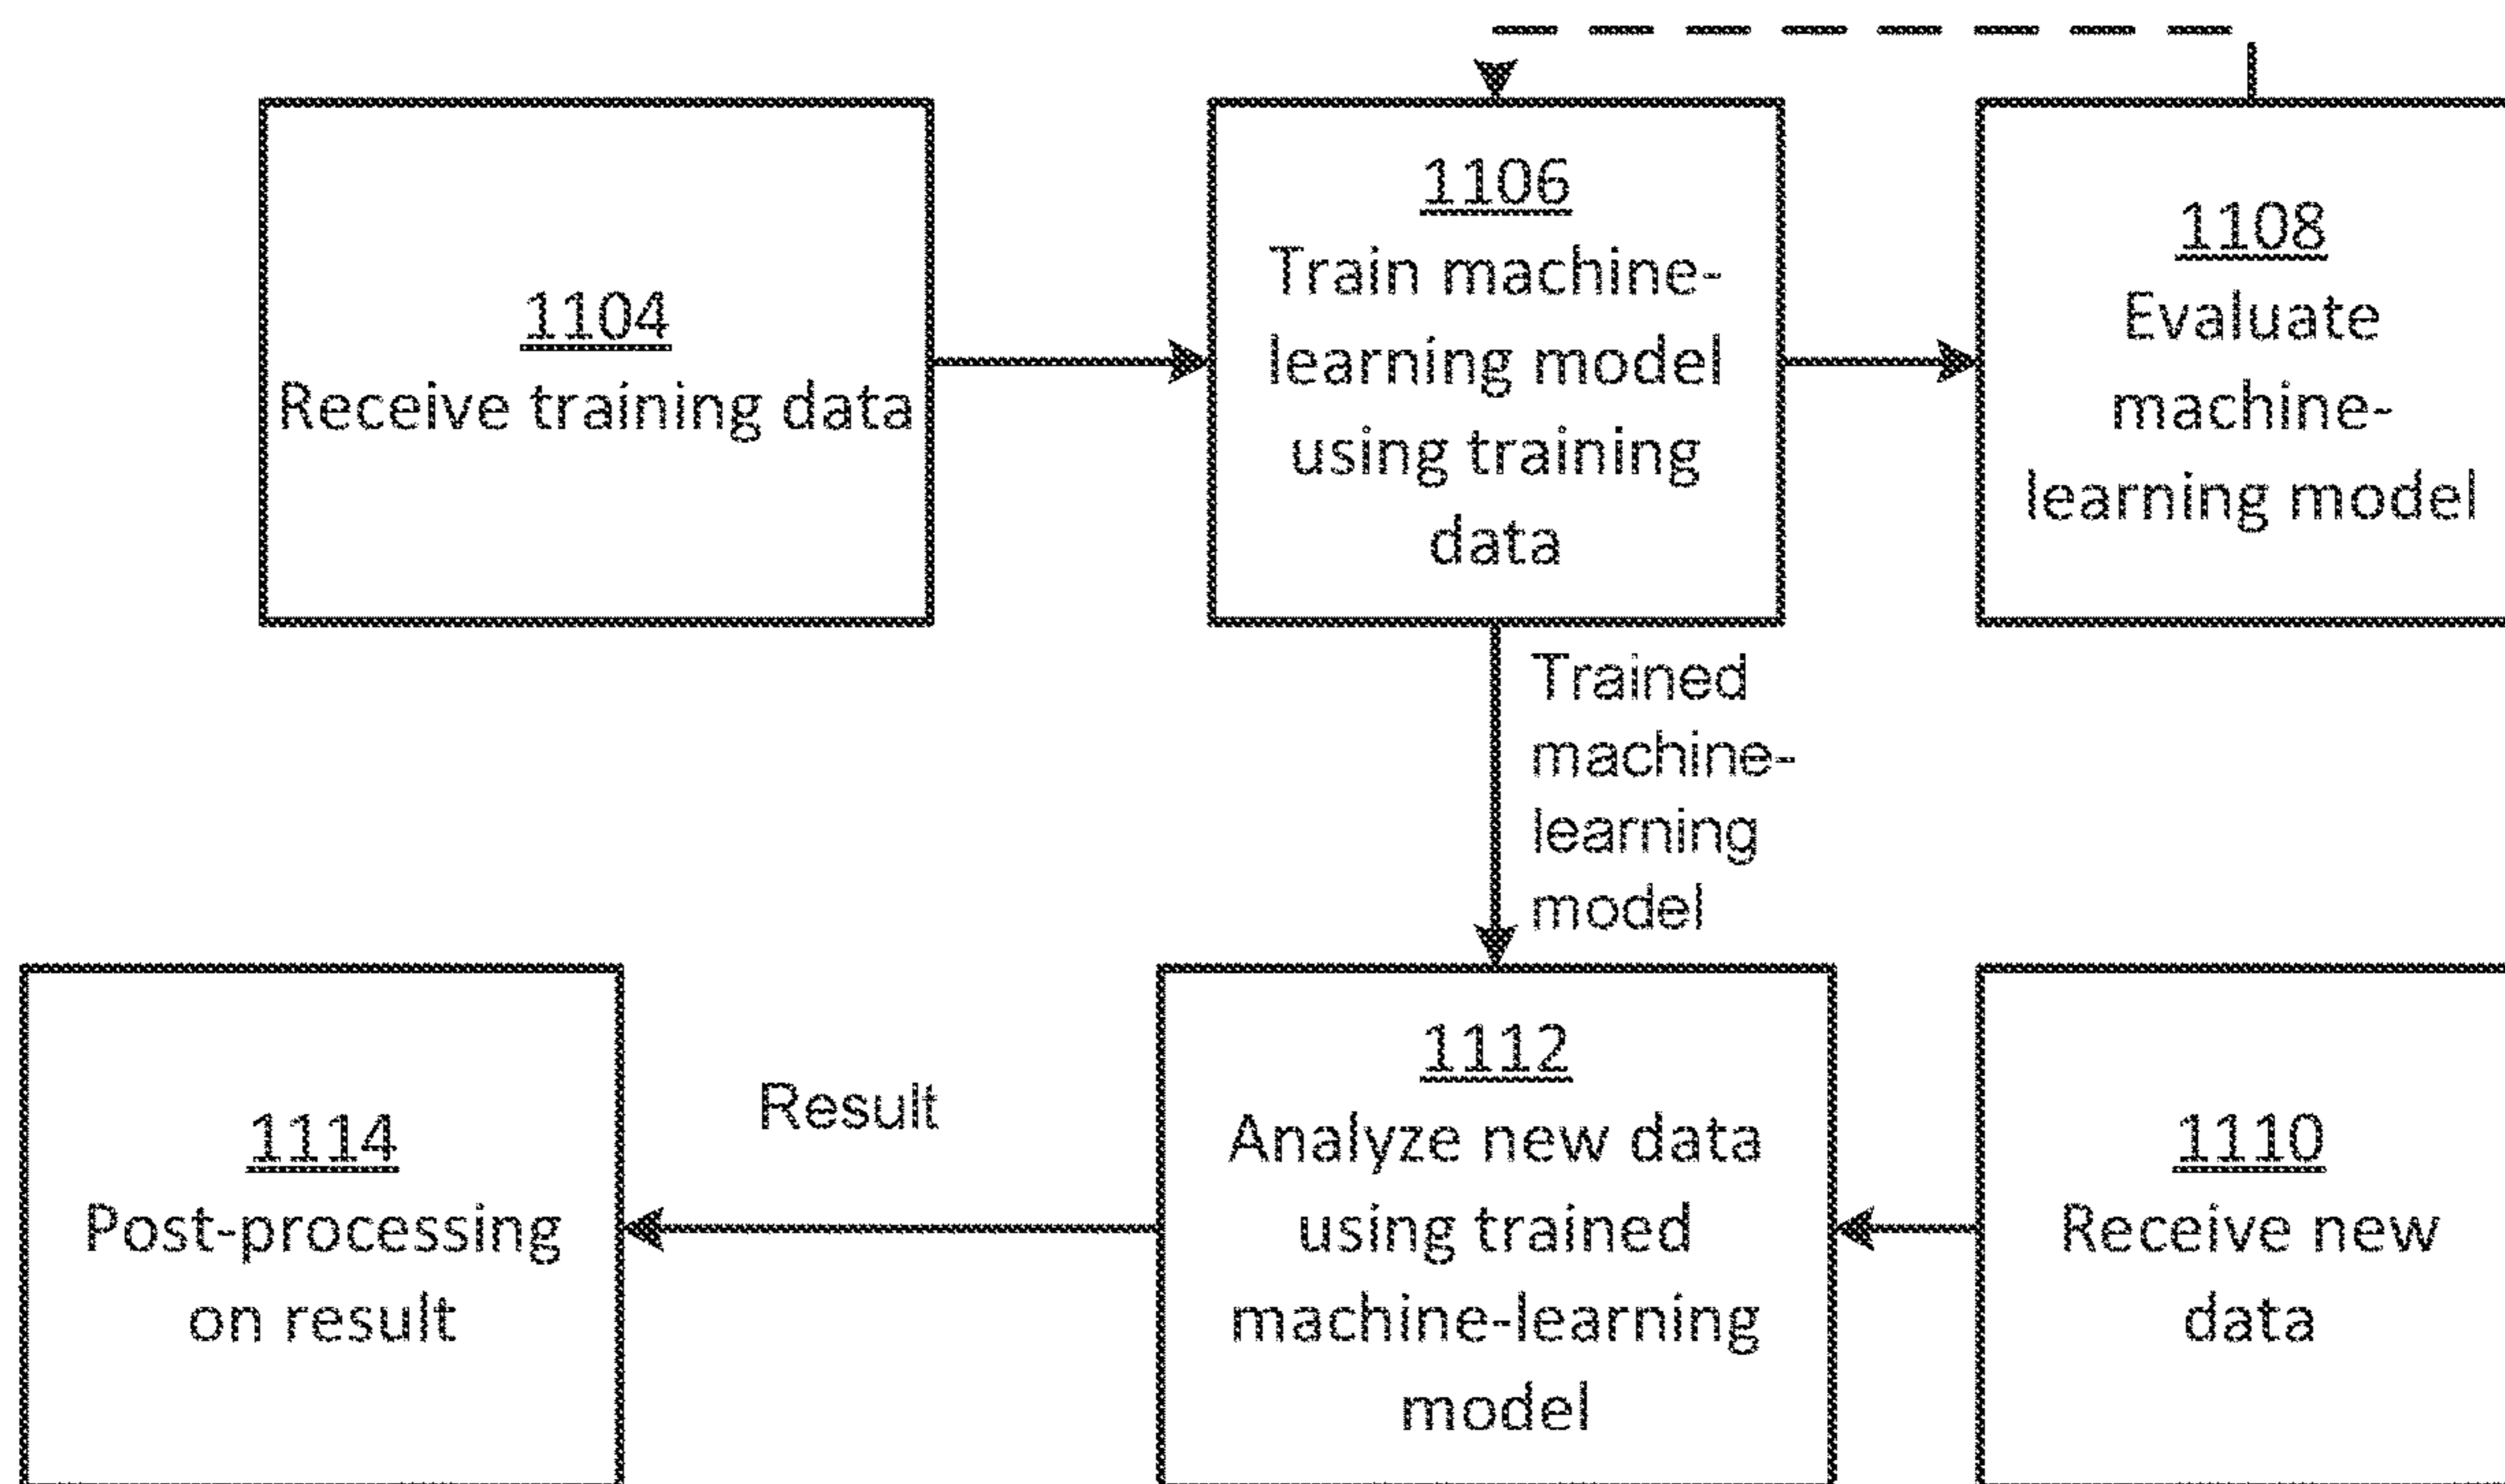 1104
Receive training data
1106
Train machine-
learning model
using training
data
1108
Evaluate
machine-
learning model
Trained
machine-
learning
model
1114
Post-processing
on result
Result
1112
Analyze new data
using trained
machine-learning
model
1110
Receive new
data